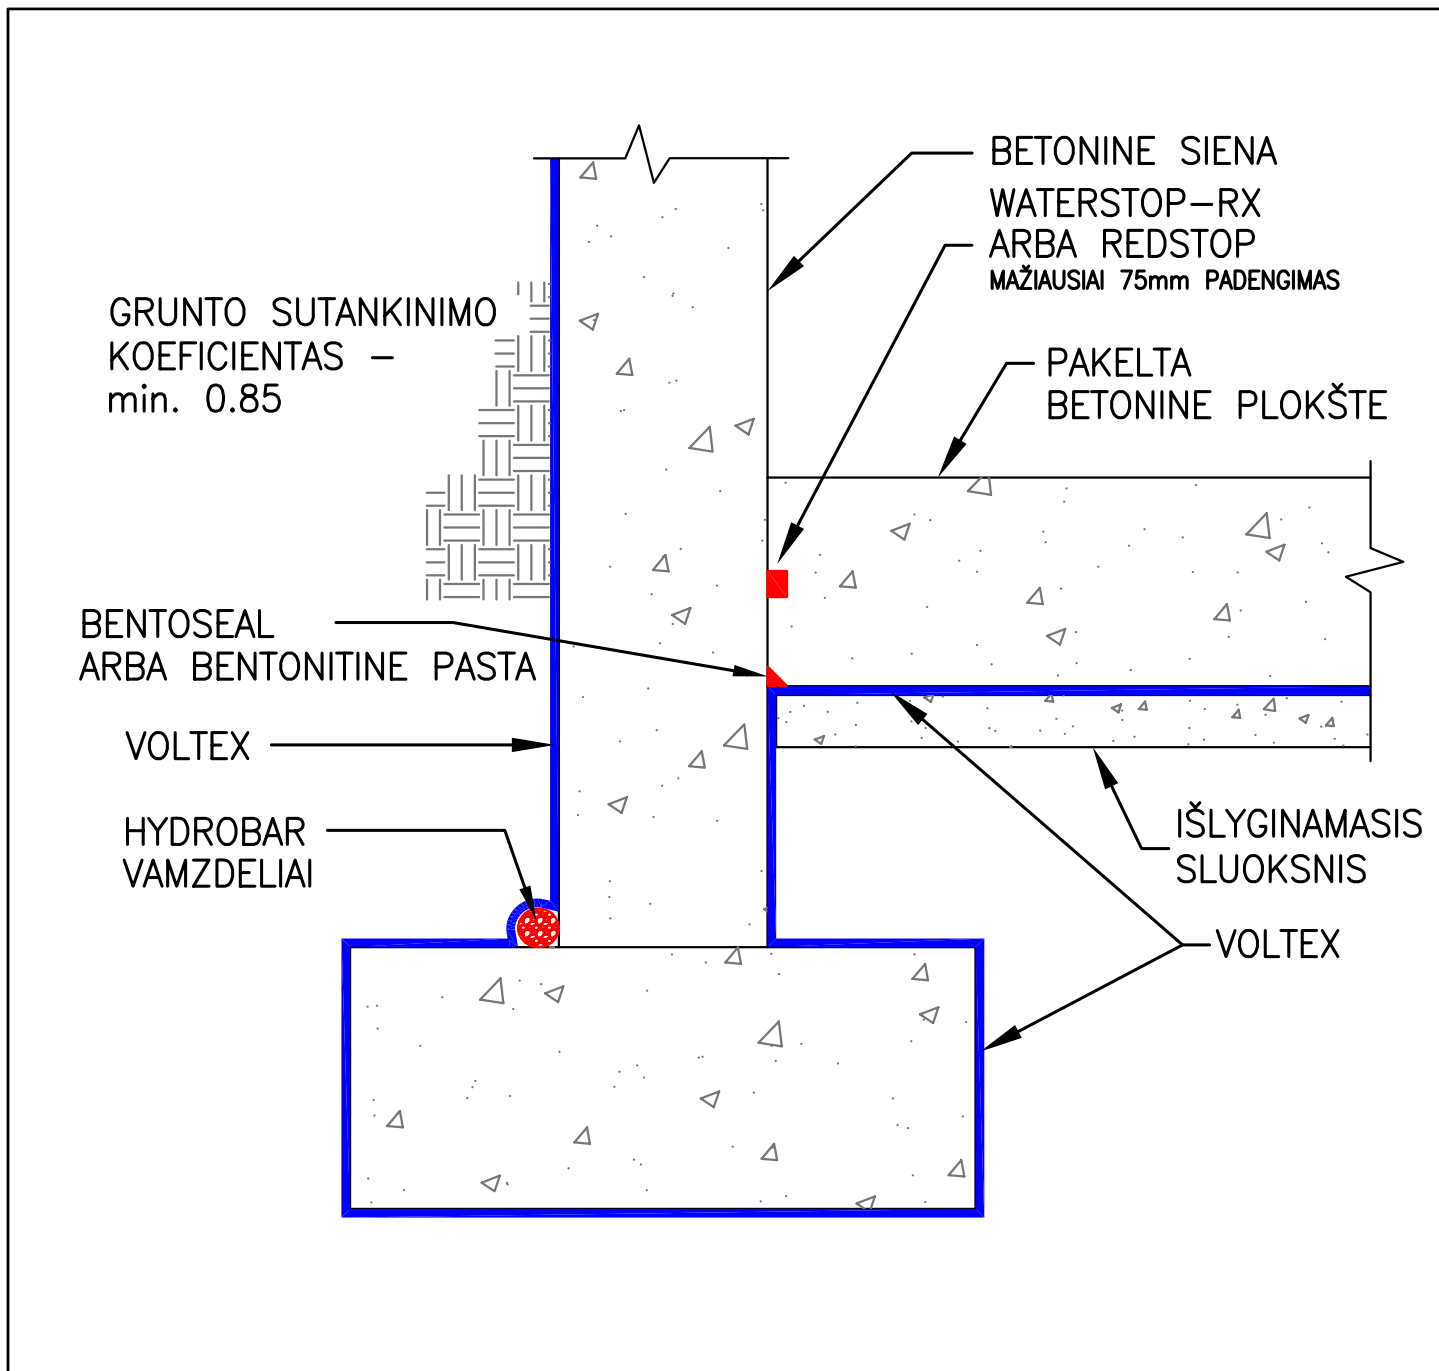 BETONINE SIENA
WATERSTOP-RX
ARBA REDSTOP
MAŽIAUSIAI 75mm PADENGIMAS
GRUNTO SUTANKINIMO
KOEFICIENTAS -
min. 0.85
PAKELTA
BETONINE PLOKŠTE
BENTOSEAL
ARBA BENTONITINE PASTA
VOLTEX
HYDROBAR
VAMZDELIAI
IŠLYGINAMASIS
SLUOKSNIS
VOLTEX